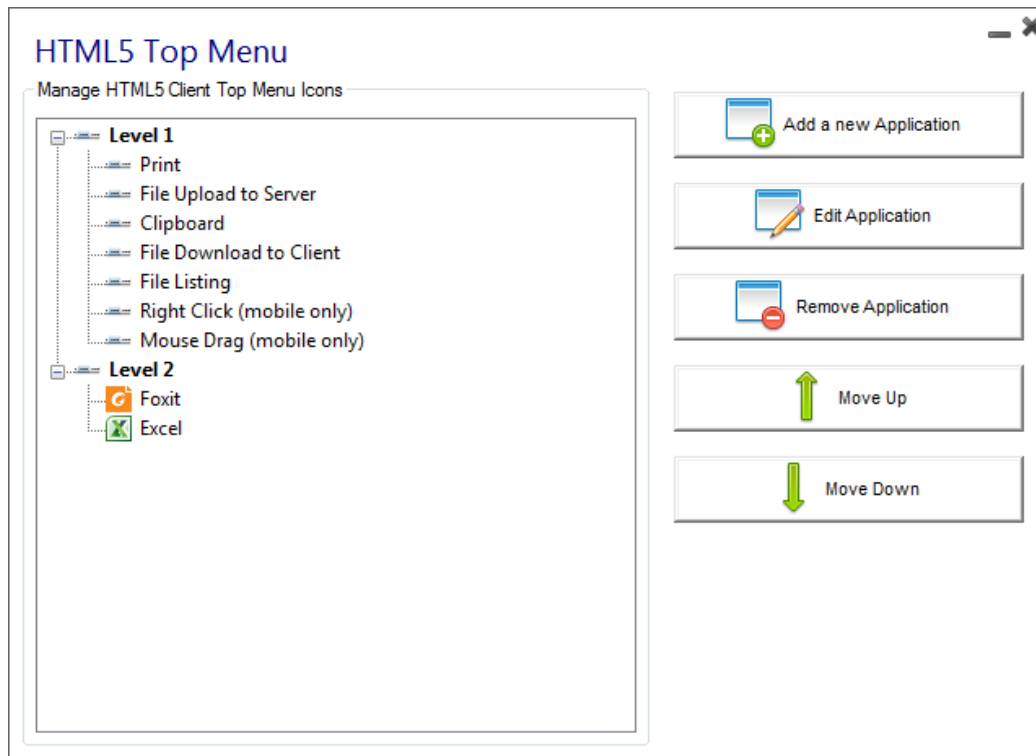 HTML5 Top Menu
Manage HTML5 Client Top Menu Icons
Level 1
Print
File Upload to Server
Clipboard
File Download to Client
File Listing
Right Click (mobile only)
Mouse Drag (mobile only)
Level 2
Foxit
Excel
Add a new Application
Edit Application
Remove Application
Move Up
Move Down